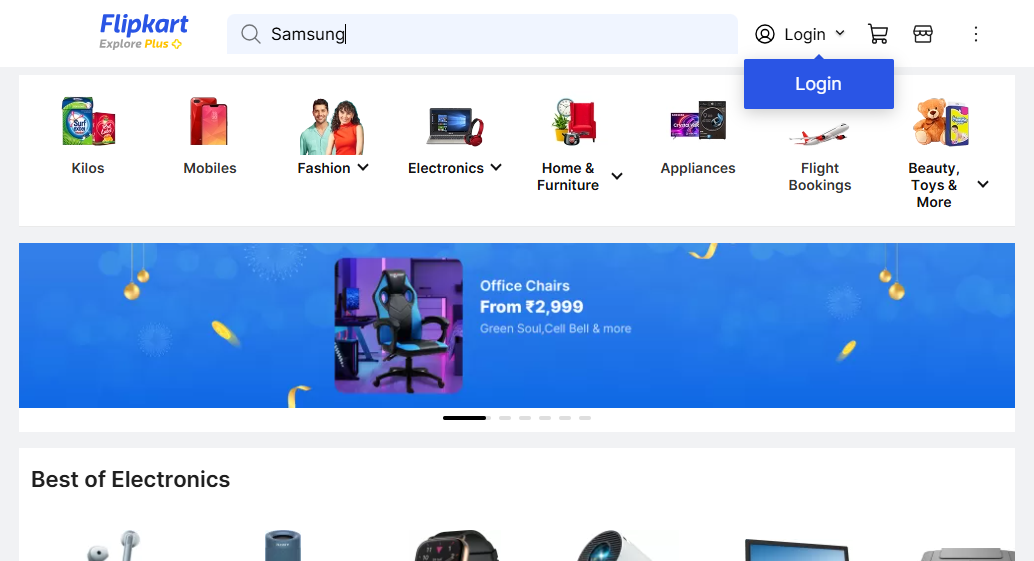 Flipkart
Explore Plus
Samsung
Login
Login
Kilos
Mobiles
Fashion
Electronics
Home &
Furniture
Appliances
Flight
Bookings
Beauty,
Toys &
More
Office Chairs
From ₹2,999
Green Soul,Cell Bell & more
Best of Electronics